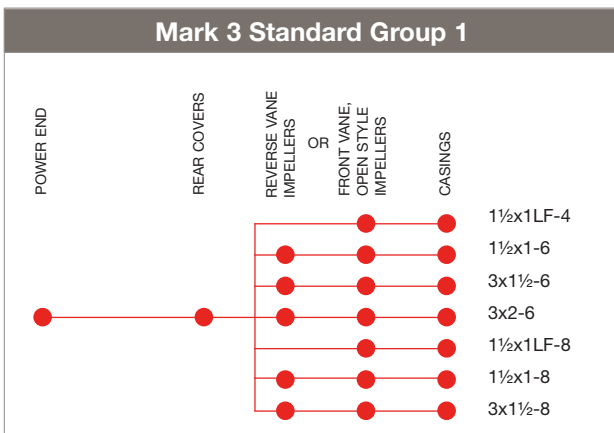 Mark 3 Standard Group 1
POWER END
REAR COVERS
REVERSE VANE
IMPELLERS
OR
FRONT VANE,
OPEN STYLE
IMPELLERS
CASINGS
1½x1LF-4
1½x1-6
3x1½-6
3x2-6
1½x1LF-8
1½x1-8
3x1½-8